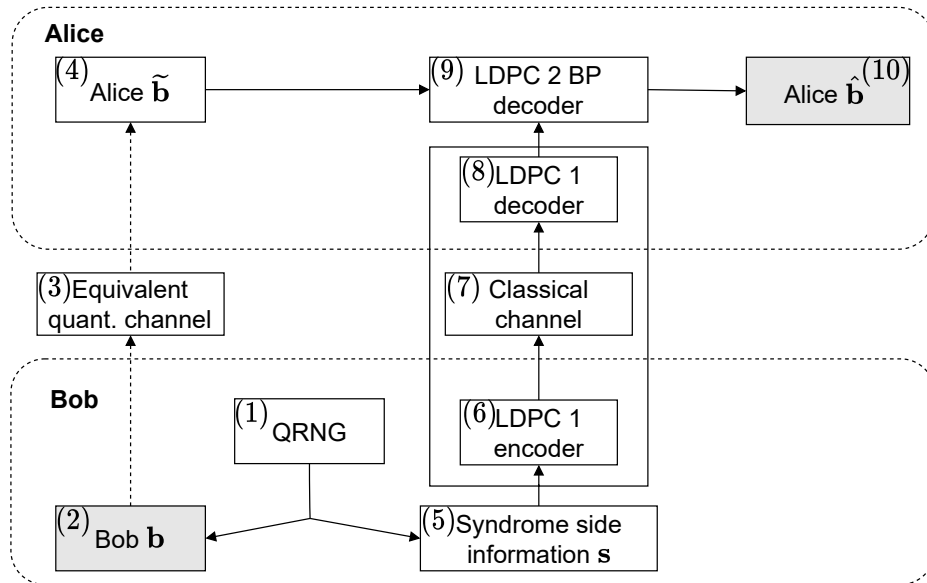 Alice
(4) Alice b̃
(9) LDPC 2 BP
decoder
(10) Alice b̂
(8) LDPC 1
decoder
(3) Equivalent
quant. channel
(7) Classical
channel
Bob
(1) QRNG
(6) LDPC 1
encoder
(2) Bob b
(5) Syndrome side
information s